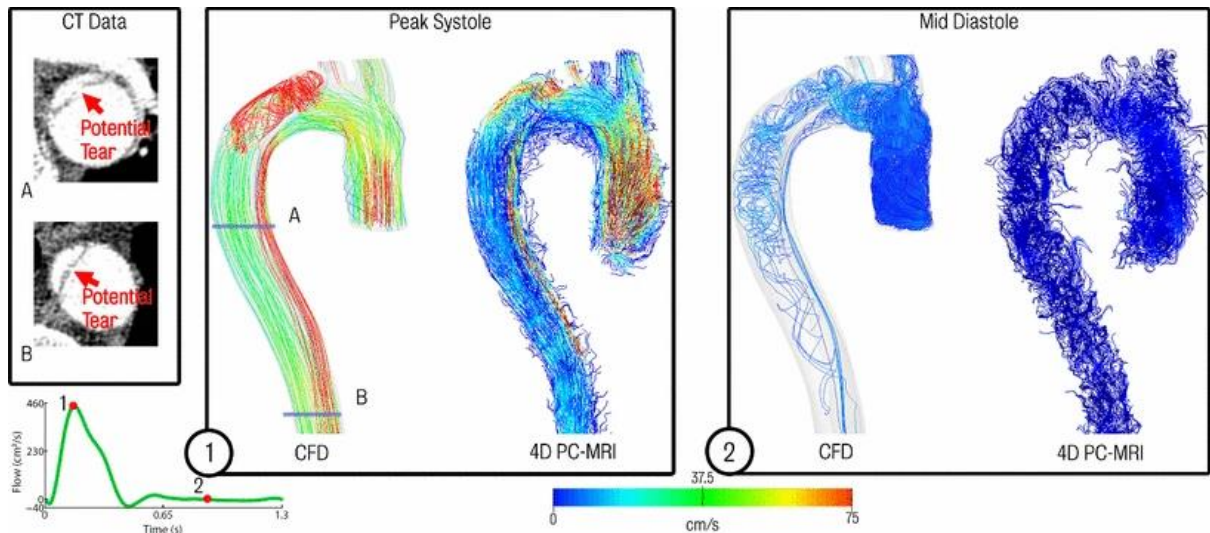 CT Data
Potential
Tear
A
Potential
Tear
B
Peak Systole
A
B
1
CFD
4D PC-MRI
Mid Diastole
2
CFD
4D PC-MRI
460
230
0
-40
Flow (cm³/s)
1
2
0
0.65
1.3
Time (s)
37.5
0
75
cm/s